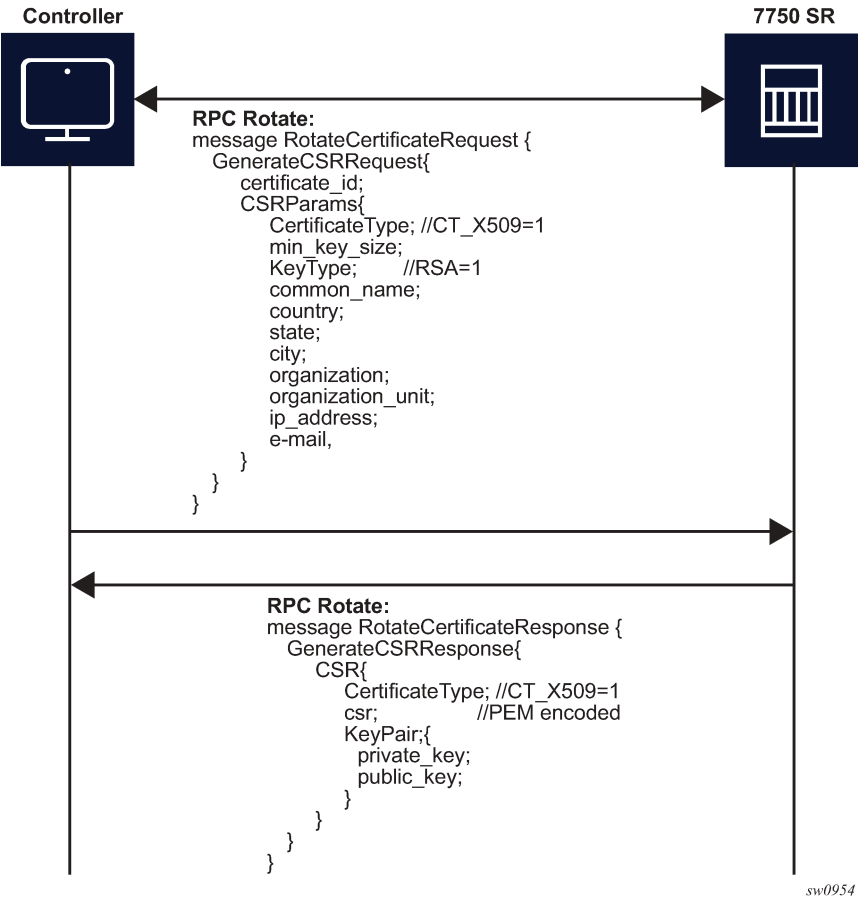 Controller
7750 SR
RPC Rotate:
message RotateCertificateRequest {
GenerateCSRRequest{
certificate_id;
CSRParams{
CertificateType; //CT_X509=1
min_key_size;
KeyType; //RSA=1
common_name;
country;
state;
city;
organization;
organization_unit;
ip_address;
e-mail,
}
}
}
RPC Rotate:
message RotateCertificateResponse {
GenerateCSRResponse{
CSR{
CertificateType; //CT_X509=1
csr; //PEM encoded
KeyPair;{
private_key;
public_key;
}
}
}
}
sw0954